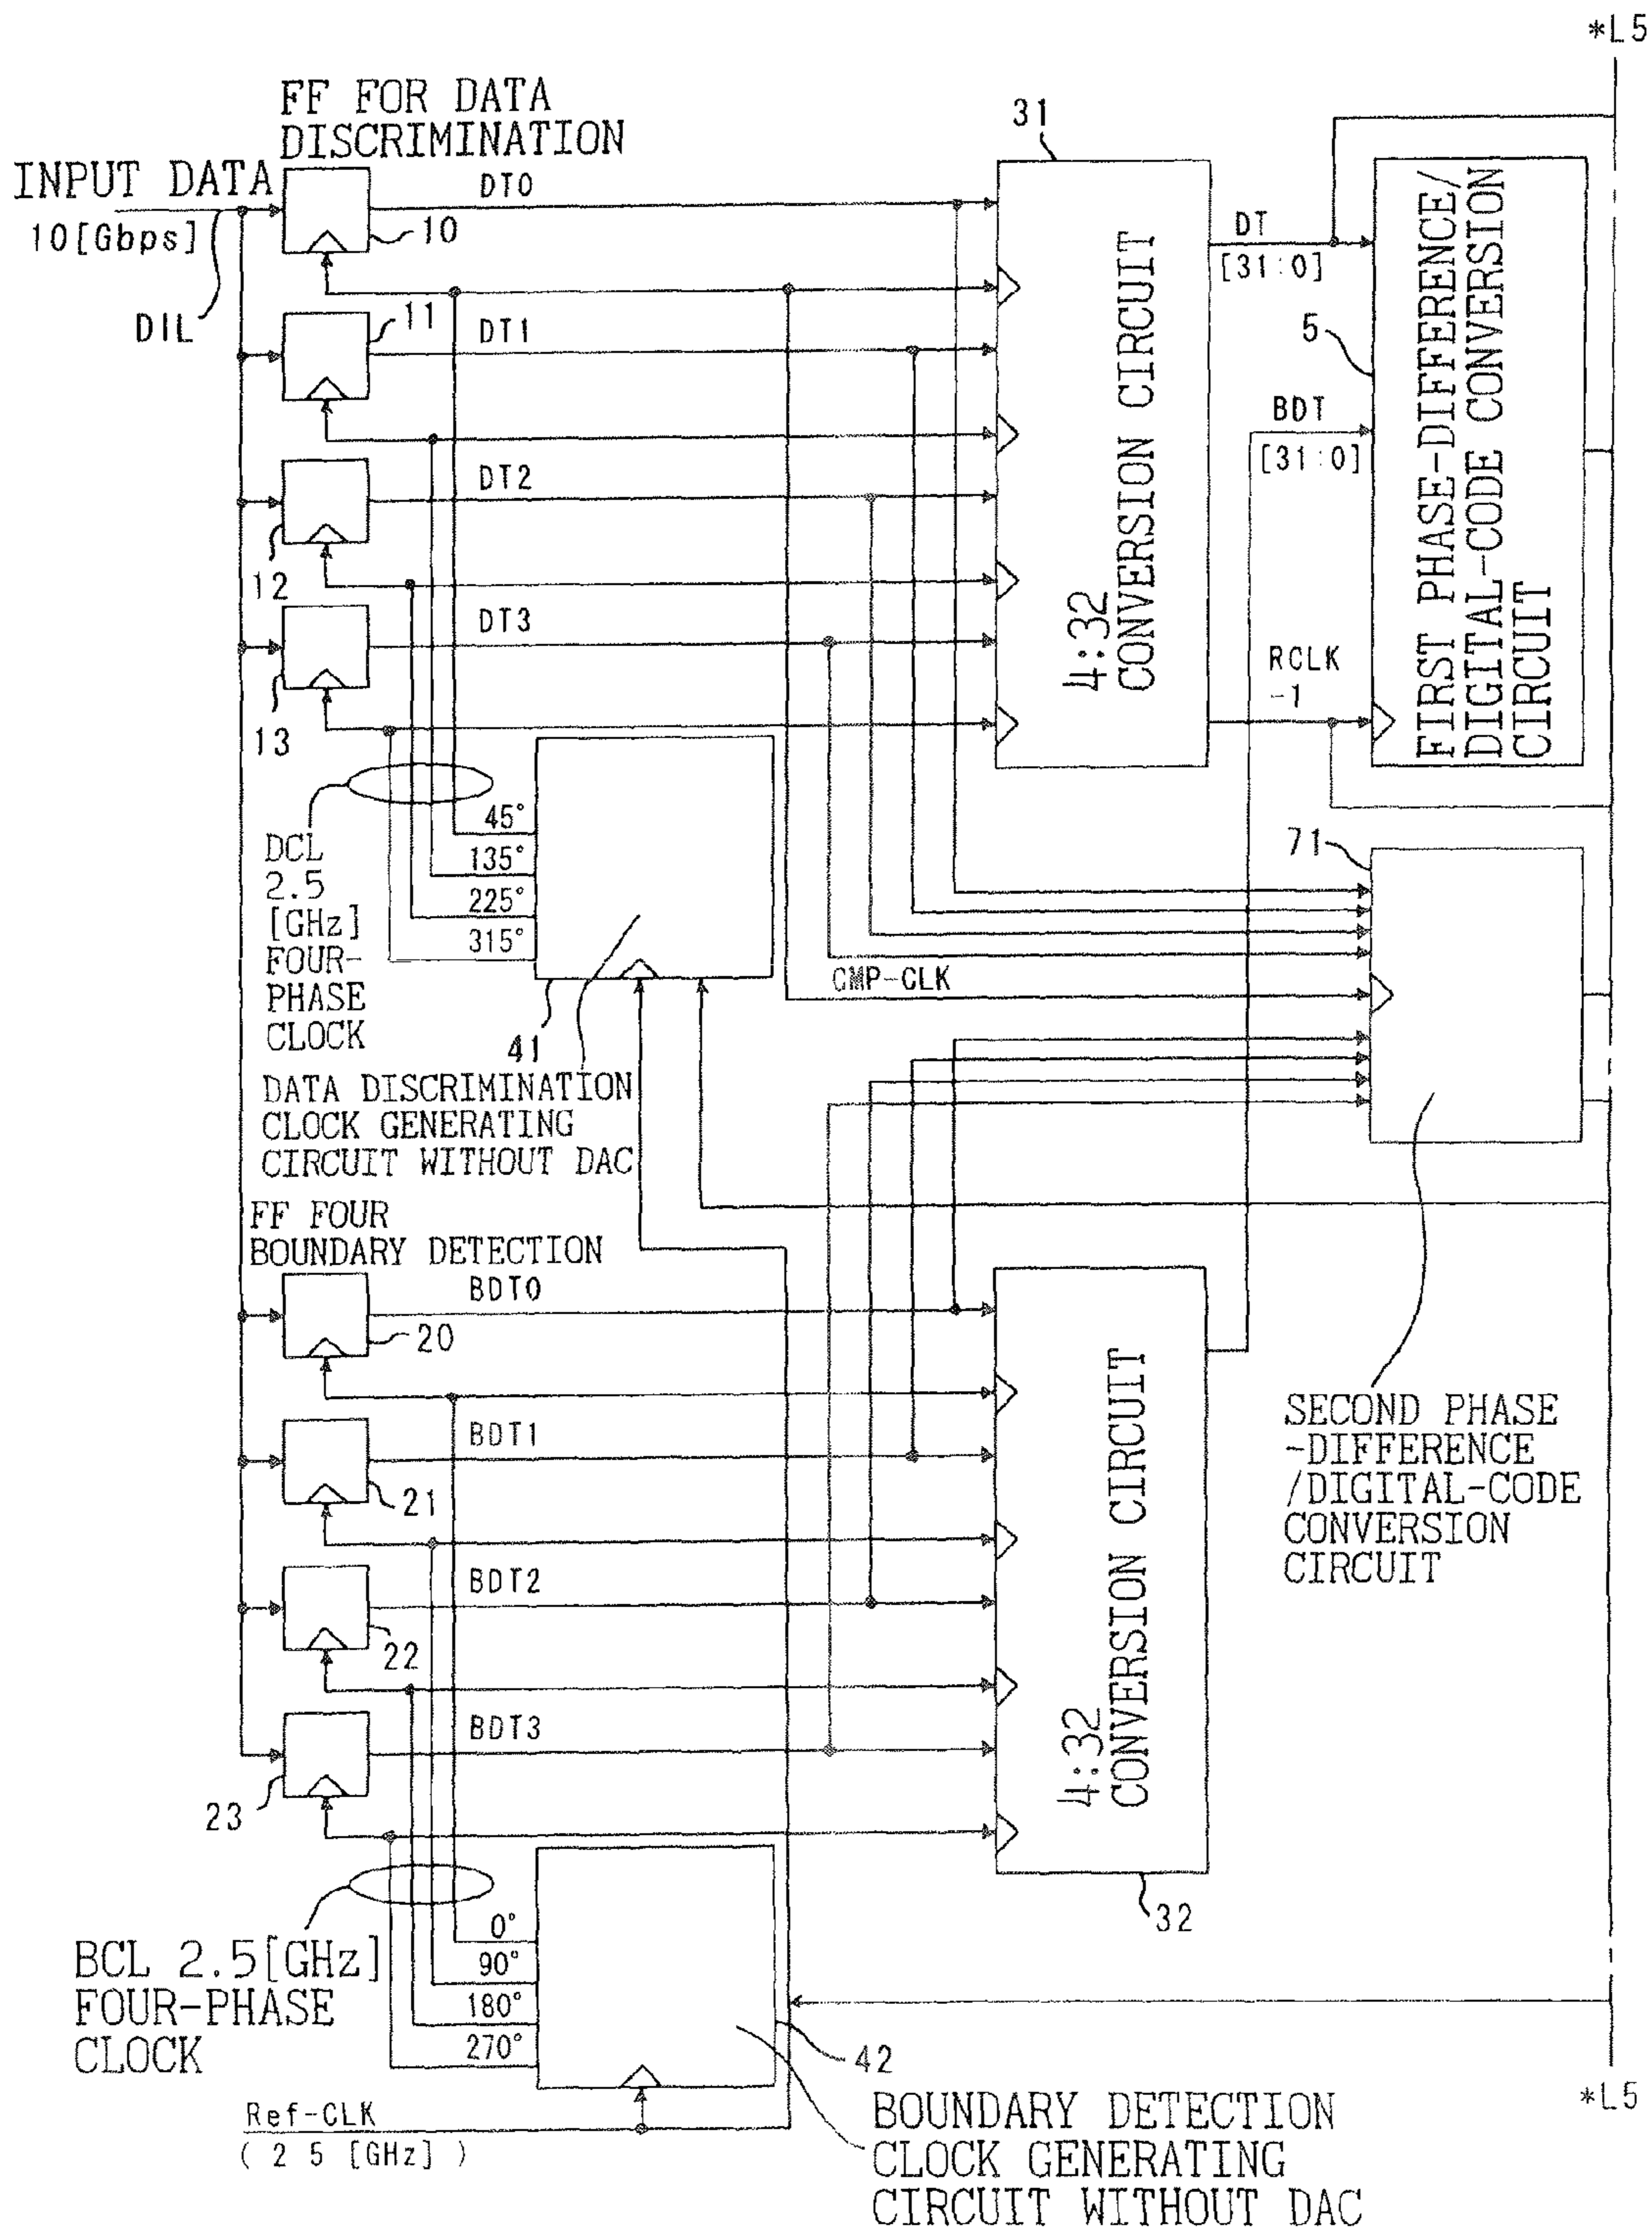 *L5
FF FOR DATA
DISCRIMINATION
31
INPUT DATA
10[Gbps]
DIL
DT0
10
11
DT1
DT2
12
DT3
13
4:32
CONVERSION CIRCUIT
DT
[31:0]
5
BDT
[31:0]
RCLK
-1
FIRST PHASE-DIFFERENCE/
DIGITAL-CODE CONVERSION
CIRCUIT
DCL
2.5
[GHz]
FOUR-
PHASE
CLOCK
45°
135°
225°
315°
41
71
CMP-CLK
DATA DISCRIMINATION
CLOCK GENERATING
CIRCUIT WITHOUT DAC
FF FOUR
BOUNDARY DETECTION
BDT0
20
BDT1
21
BDT2
22
BDT3
23
4:32
CONVERSION CIRCUIT
32
SECOND PHASE
-DIFFERENCE
/DIGITAL-CODE
CONVERSION
CIRCUIT
BCL 2.5[GHz]
FOUR-PHASE
CLOCK
0°
90°
180°
270°
42
Ref-CLK
( 2 5 [GHz] )
BOUNDARY DETECTION
CLOCK GENERATING
CIRCUIT WITHOUT DAC
*L5